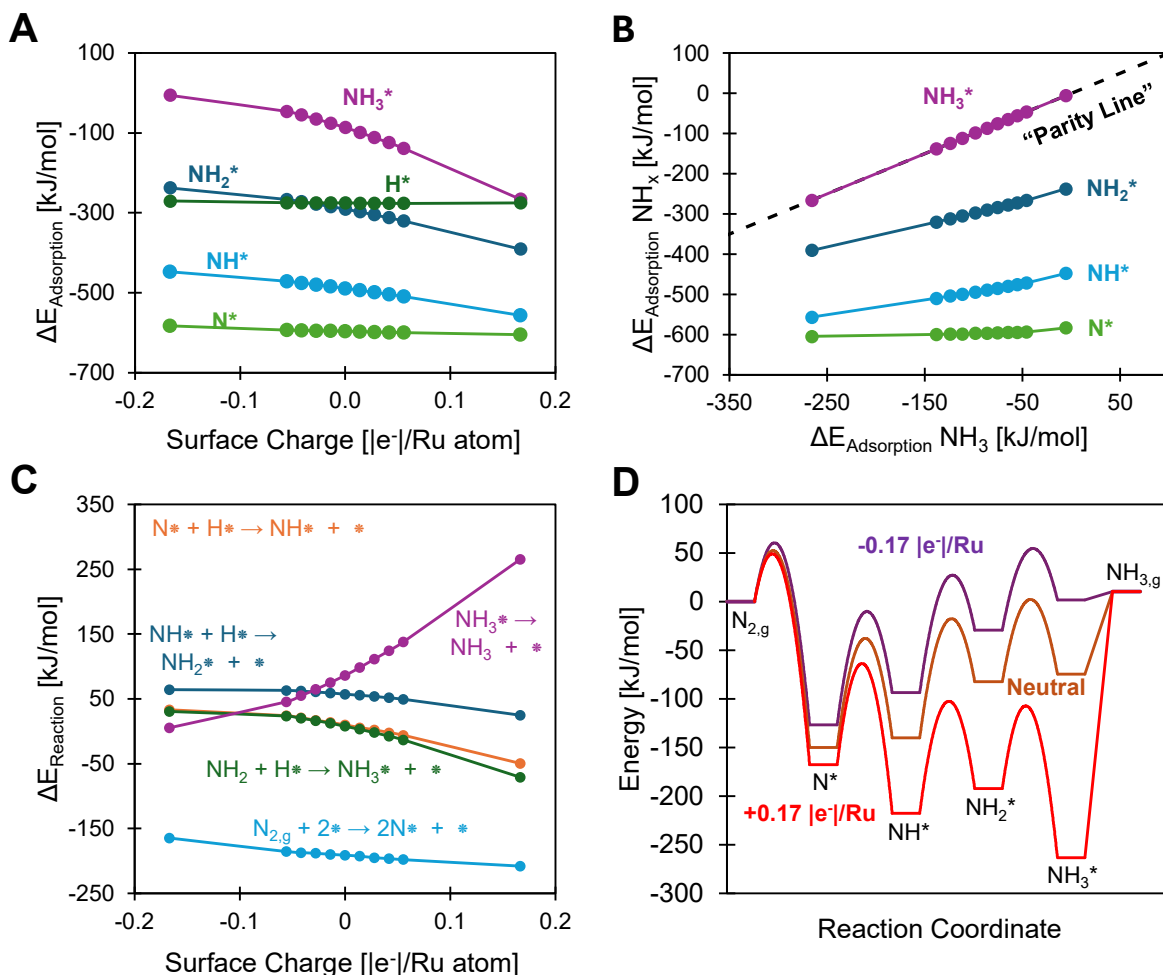 A
100
-100
-300
-500
-700
-0.2
-0.1
0.0
0.1
0.2
ΔE_Adsorption [kJ/mol]
Surface Charge [|e⁻|/Ru atom]
NH₃*
NH₂*
H*
NH*
N*
B
100
0
-100
-200
-300
-400
-500
-600
-700
-350
-250
-150
-50
50
ΔE_Adsorption NHₓ [kJ/mol]
ΔE_Adsorption NH₃ [kJ/mol]
NH₃*
“Parity Line”
NH₂*
NH*
N*
C
350
250
150
50
-50
-150
-250
-0.2
-0.1
0
0.1
0.2
ΔE_Reaction [kJ/mol]
Surface Charge [|e⁻|/Ru atom]
N* + H* → NH* + *
NH* + H* →
NH₂* + *
NH₃* →
NH₃ + *
NH₂ + H* → NH₃* + *
N₂,g + 2* → 2N* + *
D
100
50
0
-50
-100
-150
-200
-250
-300
Energy [kJ/mol]
Reaction Coordinate
-0.17 |e⁻|/Ru
NH₃,g
N₂,g
Neutral
N*
+0.17 |e⁻|/Ru
NH*
NH₂*
NH₃*